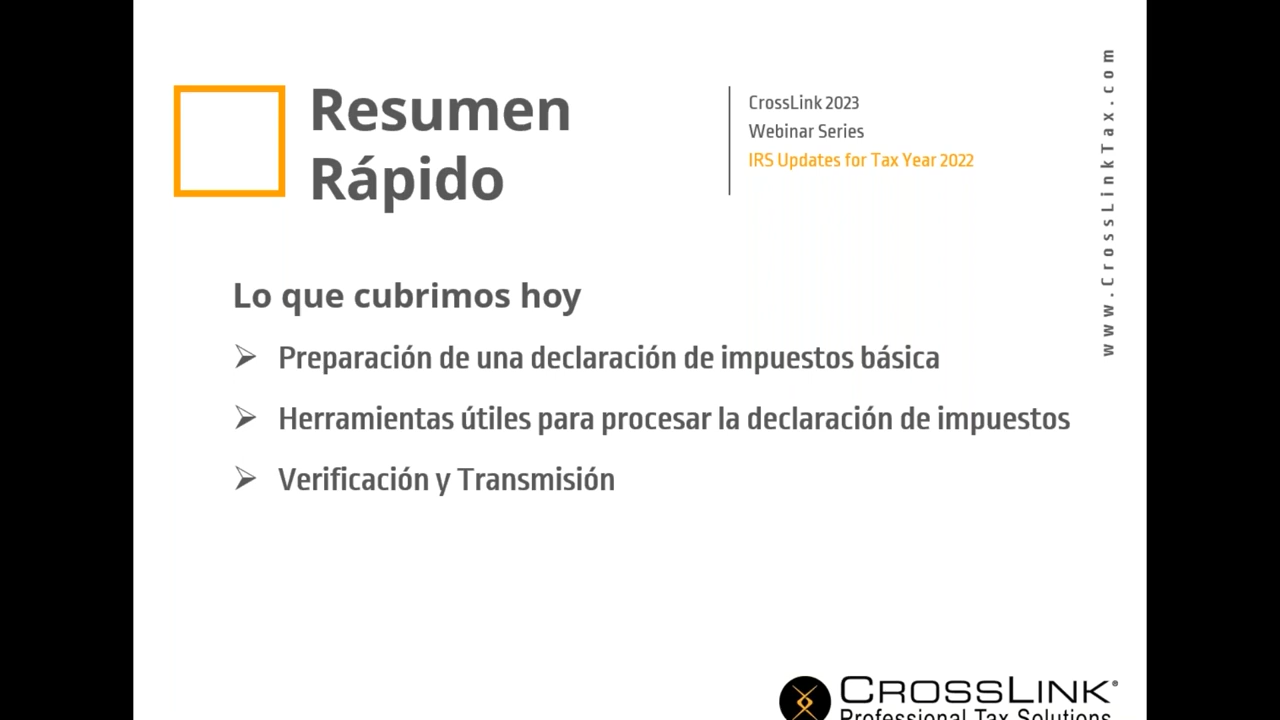 Resumen
Rápido
CrossLink 2023
Webinar Series
IRS Updates for Tax Year 2022
www.CrossLinkTax.com
Lo que cubrimos hoy
Preparación de una declaración de impuestos básica
Herramientas útiles para procesar la declaración de impuestos
Verificación y Transmisión
CROSSLINK®
Professional Tax Solutions